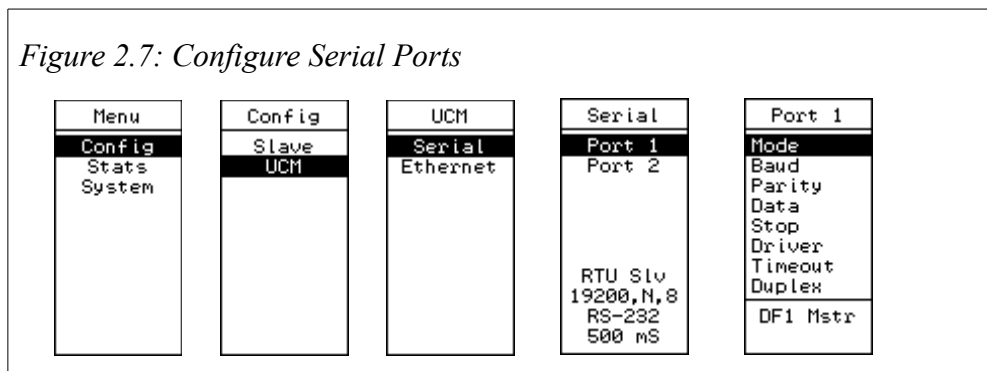 Figure 2.7: Configure Serial Ports
Menu
Config
Stats
System
Config
Slave
UCM
UCM
Serial
Ethernet
Serial
Port 1
Port 2
RTU Slv
19200,N,8
RS-232
500 mS
Port 1
Mode
Baud
Parity
Data
Stop
Driver
Timeout
Duplex
DF1 Mstr